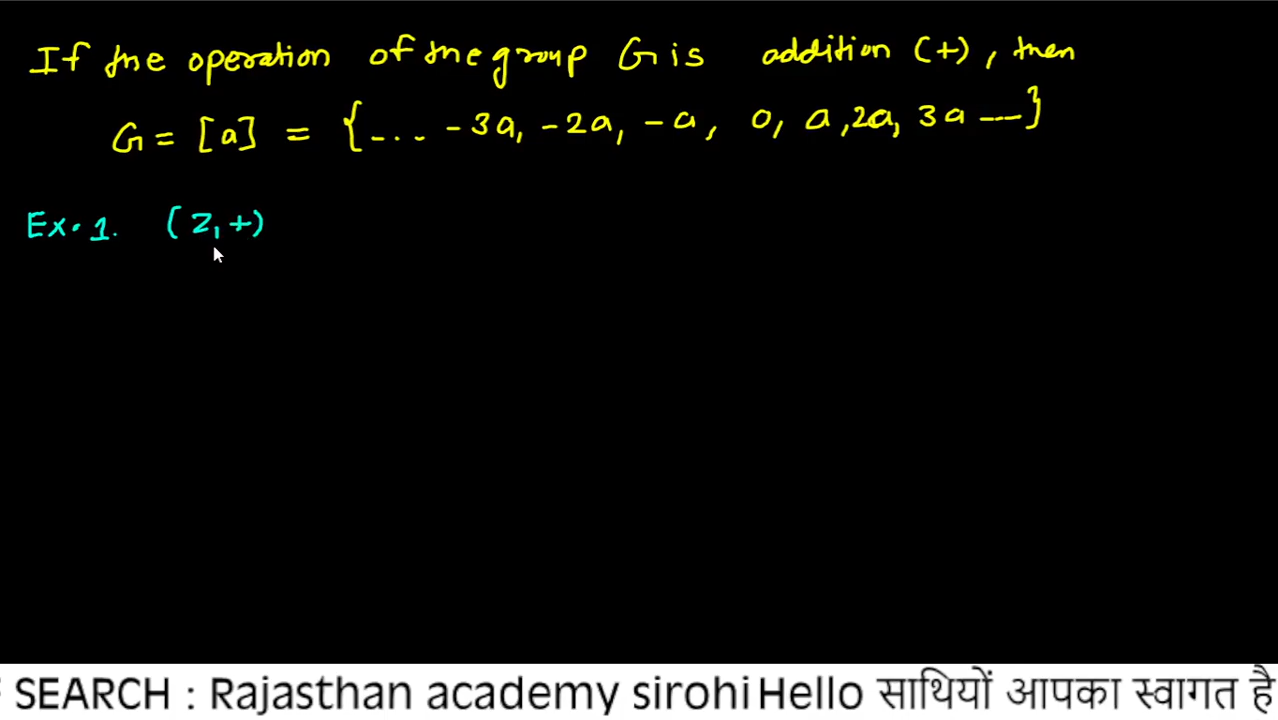 If the operation of the group G is addition (+), then
G = [a] = {... -3a, -2a, -a, 0, a, 2a, 3a ---}
Ex. 1. (Z, +)
SEARCH : Rajasthan academy sirohi Hello साथियों आपका स्वागत है